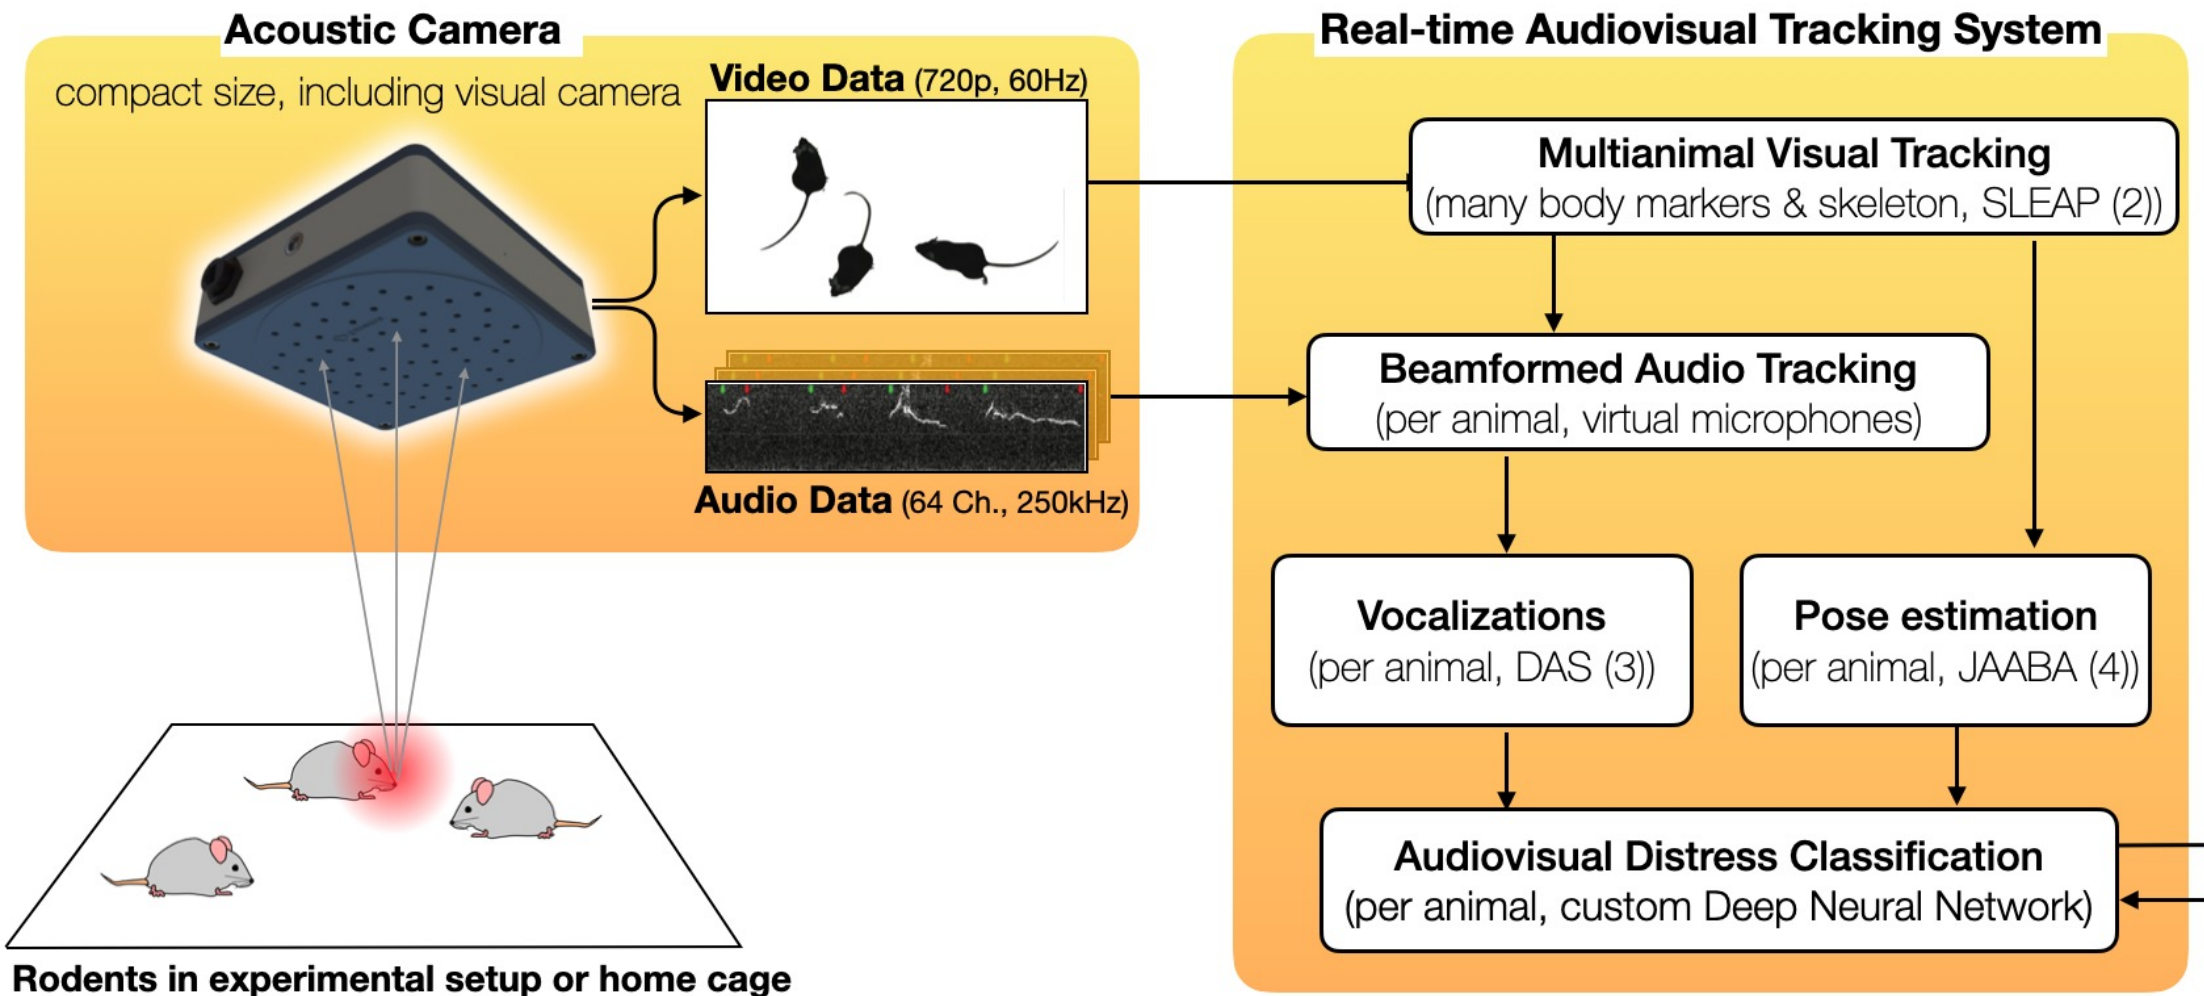 Acoustic Camera
compact size, including visual camera
Video Data (720p, 60Hz)
Audio Data (64 Ch., 250kHz)
Rodents in experimental setup or home cage
Real-time Audiovisual Tracking System
Multianimal Visual Tracking
(many body markers & skeleton, SLEAP (2))
Beamformed Audio Tracking
(per animal, virtual microphones)
Vocalizations
(per animal, DAS (3))
Pose estimation
(per animal, JAABA (4))
Audiovisual Distress Classification
(per animal, custom Deep Neural Network)